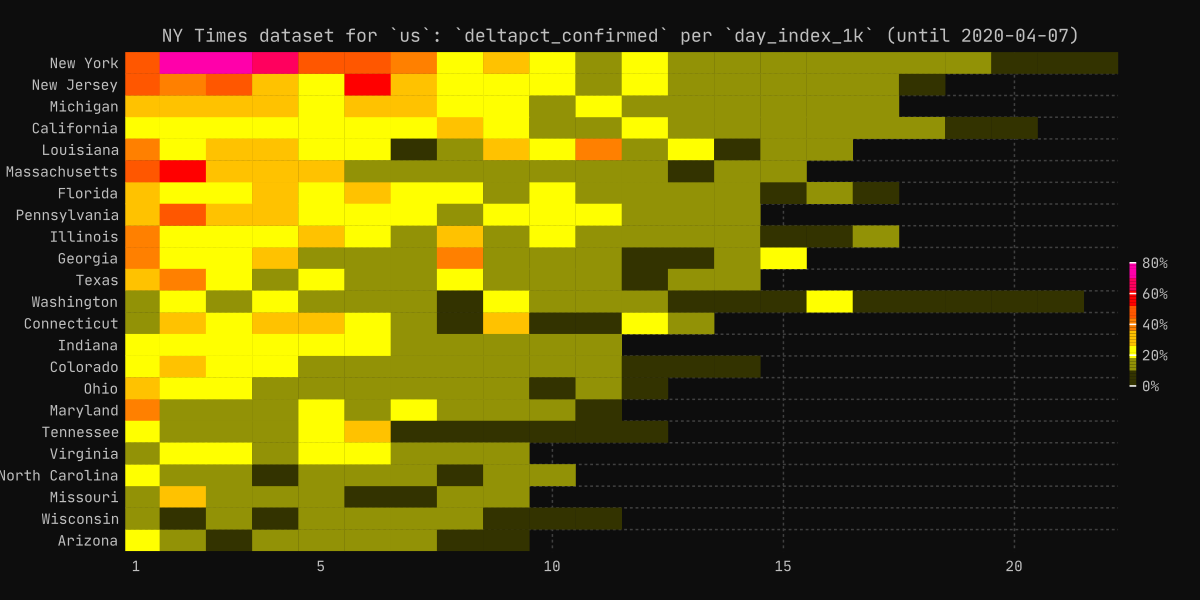 NY Times dataset for `us`: `deltapct_confirmed` per `day_index_1k` (until 2020-04-07)
New York
New Jersey
Michigan
California
Louisiana
Massachusetts
Florida
Pennsylvania
Illinois
Georgia
Texas
Washington
Connecticut
Indiana
Colorado
Ohio
Maryland
Tennessee
Virginia
North Carolina
Missouri
Wisconsin
Arizona
1 5 10 15 20
80%
60%
40%
20%
0%